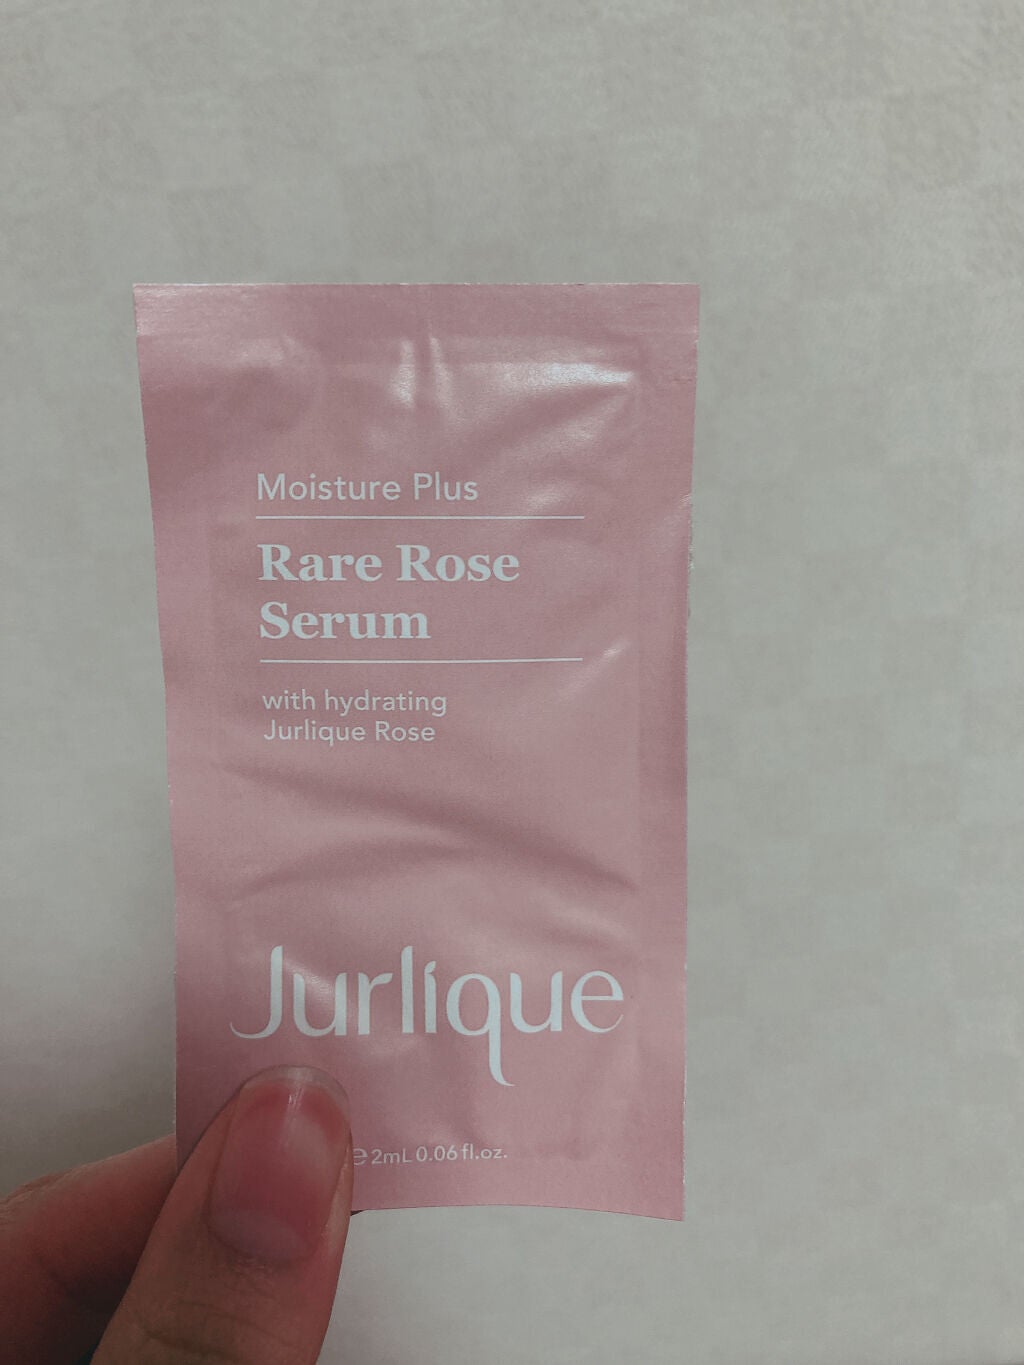 Moisture Plus
Rare Rose
Serum
with hydrating
Jurlique Rose
Jurlique
e 2mL 0.06 fl.oz.